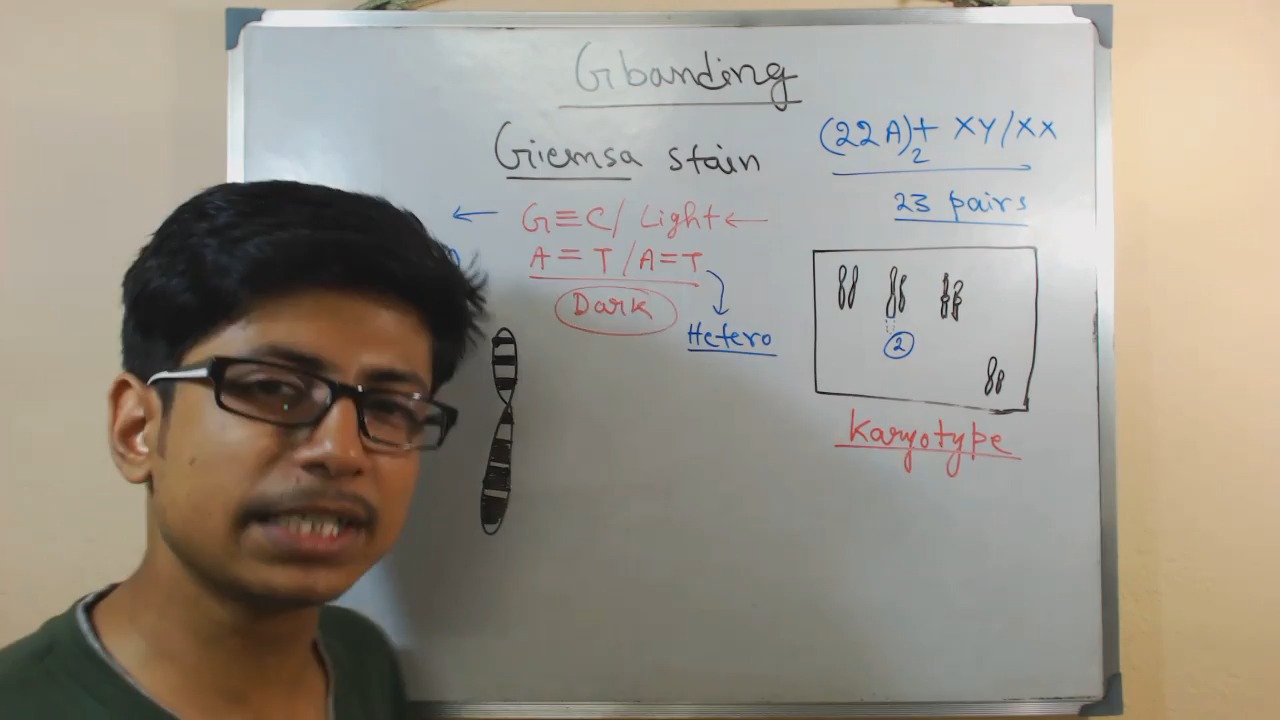 G banding
Giemsa stain
G≡C/ Light
A=T/A=T
Dark
Hetero
(22A)₂+ XY/XX
23 pairs
2
Karyotype